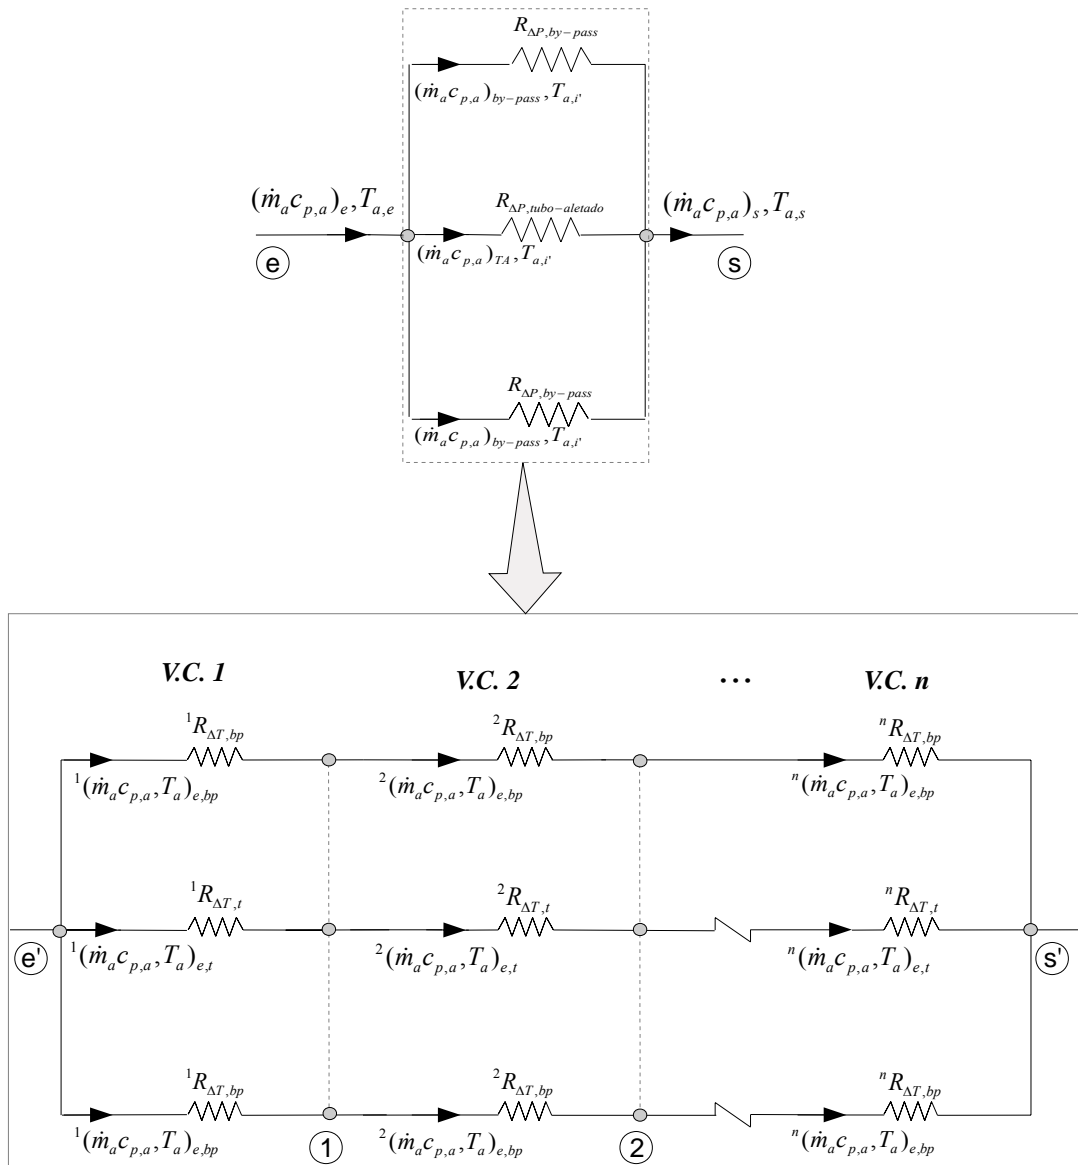 R_{ΔP,by−pass}
(ṁ_a c_{p,a})_{by−pass}, T_{a,i'}
(ṁ_a c_{p,a})_e, T_{a,e}
R_{ΔP,tubo−aletado}
(ṁ_a c_{p,a})_s, T_{a,s}
(ṁ_a c_{p,a})_{TA}, T_{a,i'}
e
s
R_{ΔP,by−pass}
(ṁ_a c_{p,a})_{by−pass}, T_{a,i'}
V.C. 1 V.C. 2 ... V.C. n
^1R_{ΔT,bp} ^2R_{ΔT,bp} ^nR_{ΔT,bp}
^1(ṁ_a c_{p,a}, T_a)_{e,bp} ^2(ṁ_a c_{p,a}, T_a)_{e,bp} ^n(ṁ_a c_{p,a}, T_a)_{e,bp}
^1R_{ΔT,t} ^2R_{ΔT,t} ^nR_{ΔT,t}
e' ^1(ṁ_a c_{p,a}, T_a)_{e,t} ^2(ṁ_a c_{p,a}, T_a)_{e,t} ^n(ṁ_a c_{p,a}, T_a)_{e,t} s'
^1R_{ΔT,bp} ^2R_{ΔT,bp} ^nR_{ΔT,bp}
^1(ṁ_a c_{p,a}, T_a)_{e,bp} 1 ^2(ṁ_a c_{p,a}, T_a)_{e,bp} 2 ^n(ṁ_a c_{p,a}, T_a)_{e,bp}